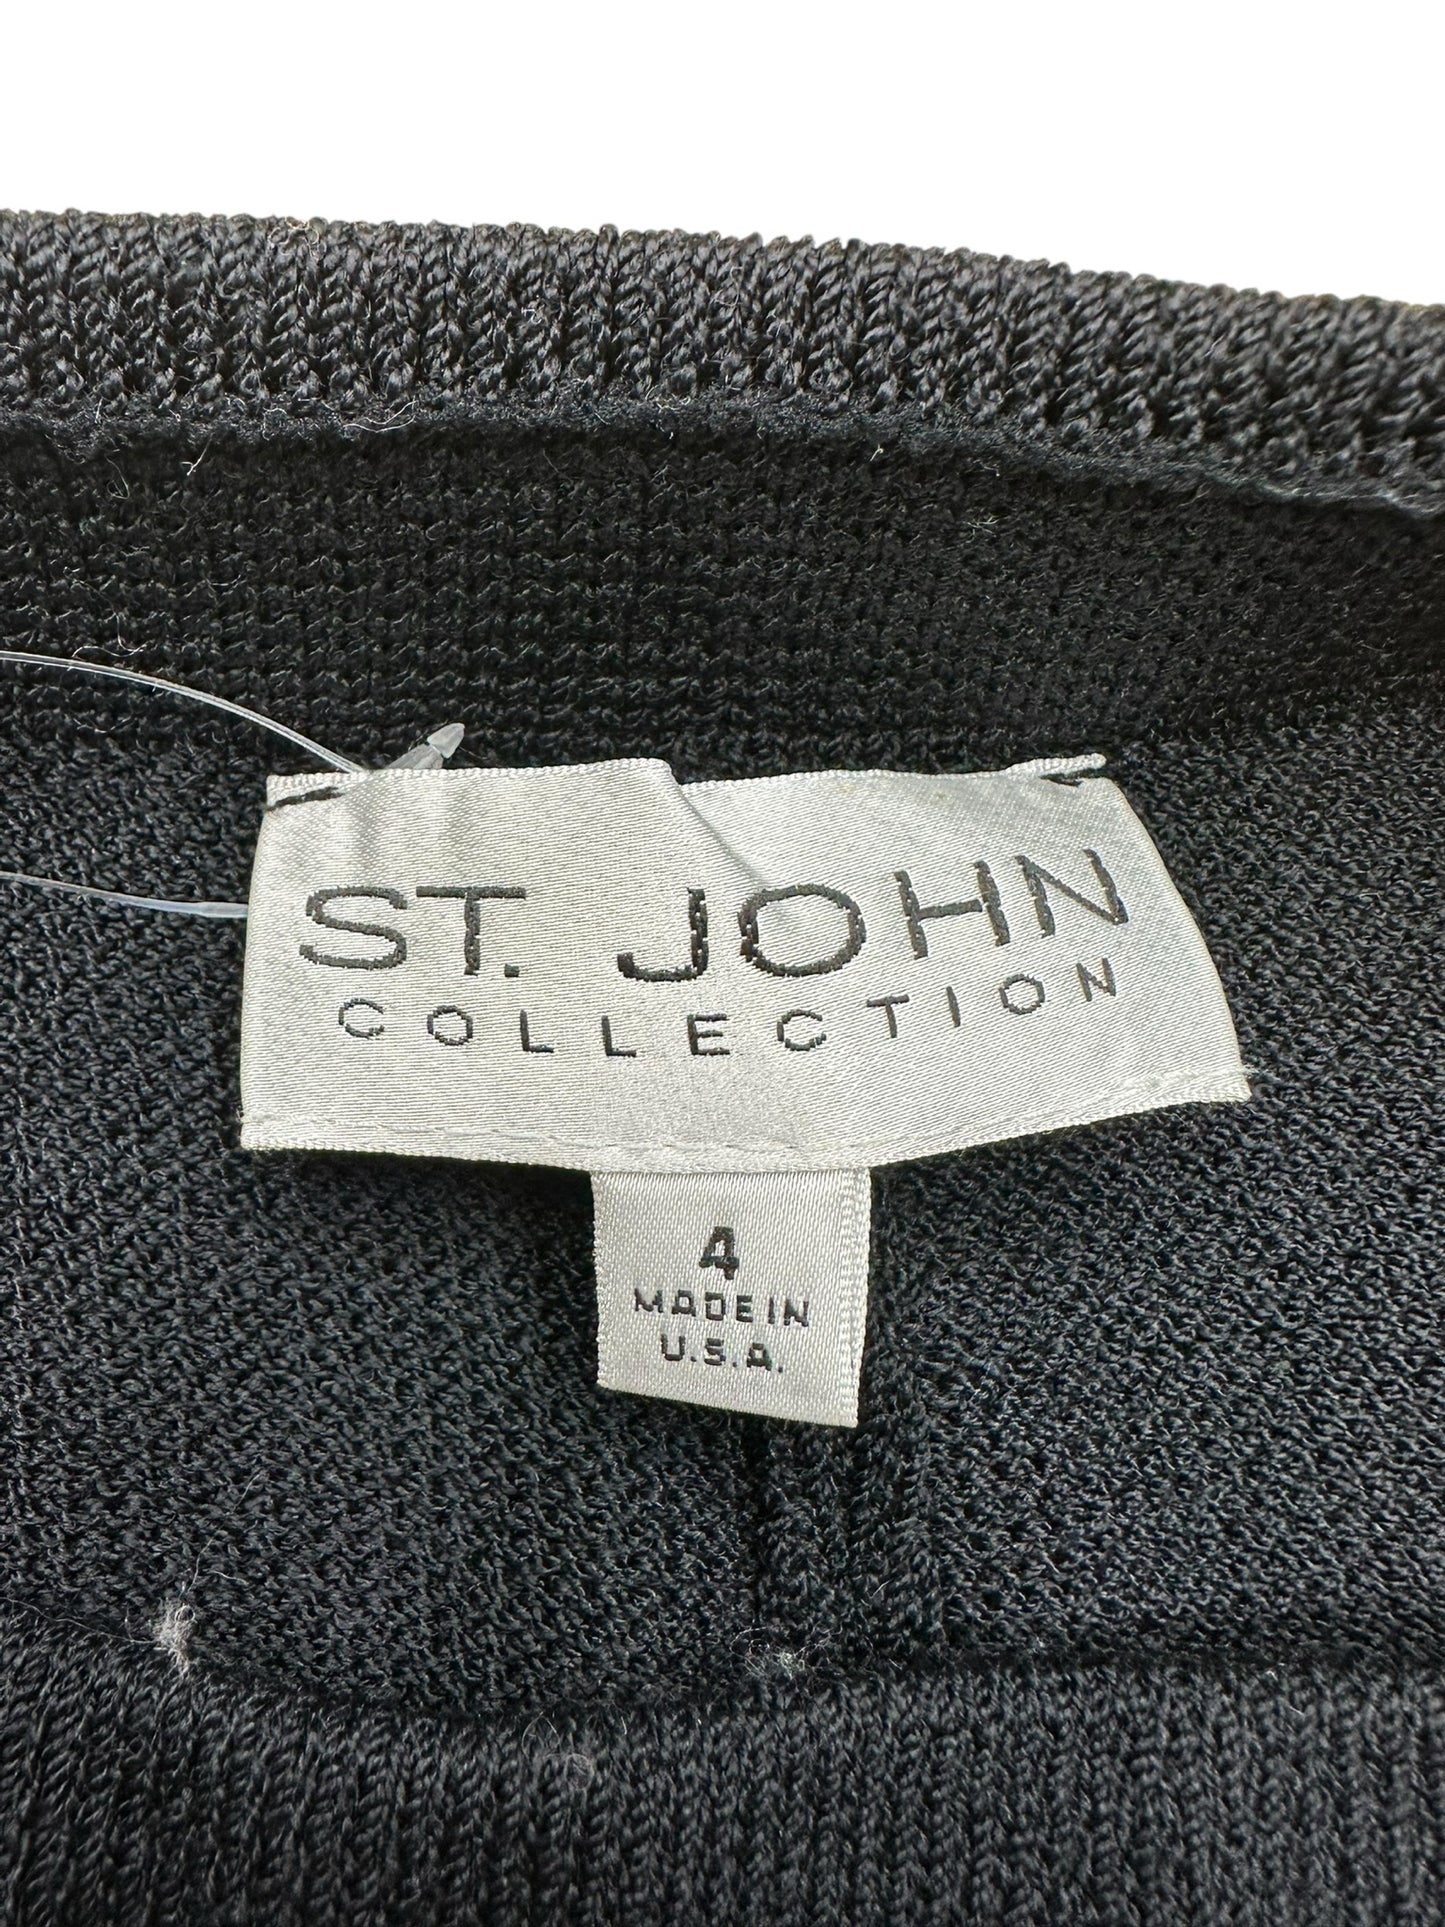 ST. JOHN
COLLECTION
4
MADE IN
U.S.A.